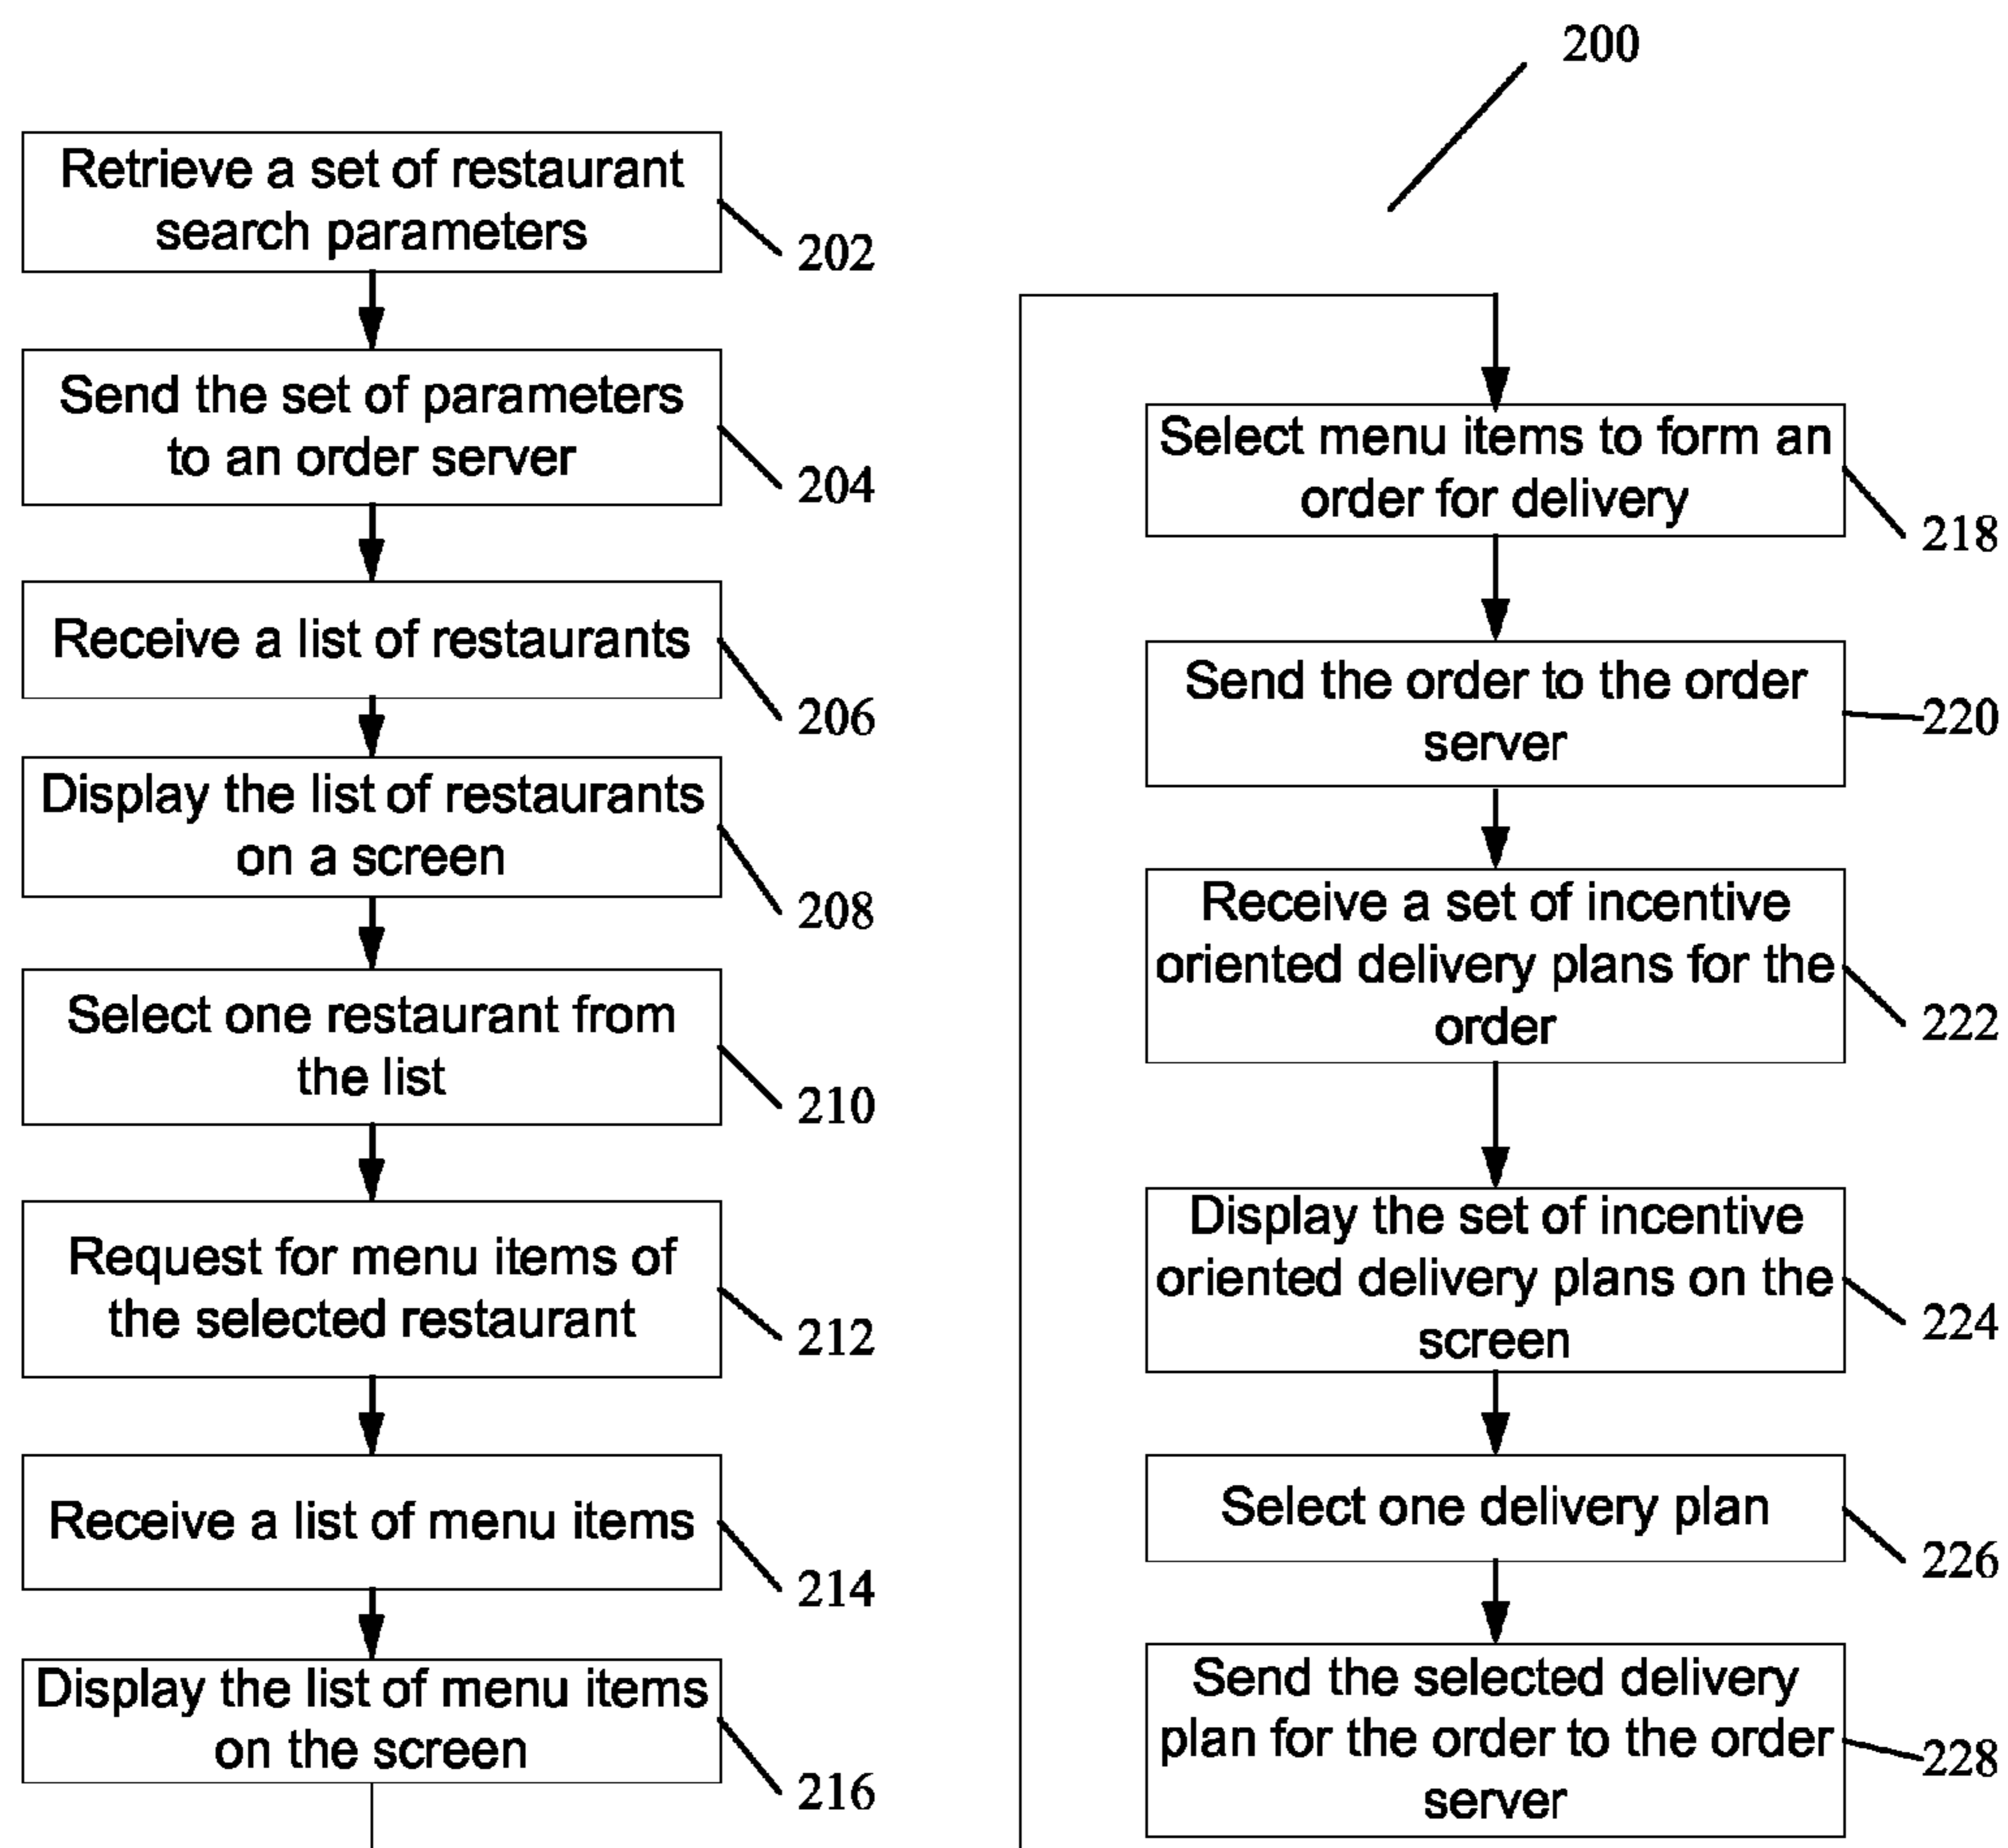 200
Retrieve a set of restaurant
search parameters
202
Send the set of parameters
to an order server
204
Receive a list of restaurants
206
Display the list of restaurants
on a screen
208
Select one restaurant from
the list
210
Request for menu items of
the selected restaurant
212
Receive a list of menu items
214
Display the list of menu items
on the screen
216
Select menu items to form an
order for delivery
218
Send the order to the order
server
220
Receive a set of incentive
oriented delivery plans for the
order
222
Display the set of incentive
oriented delivery plans on the
screen
224
Select one delivery plan
226
Send the selected delivery
plan for the order to the order
server
228